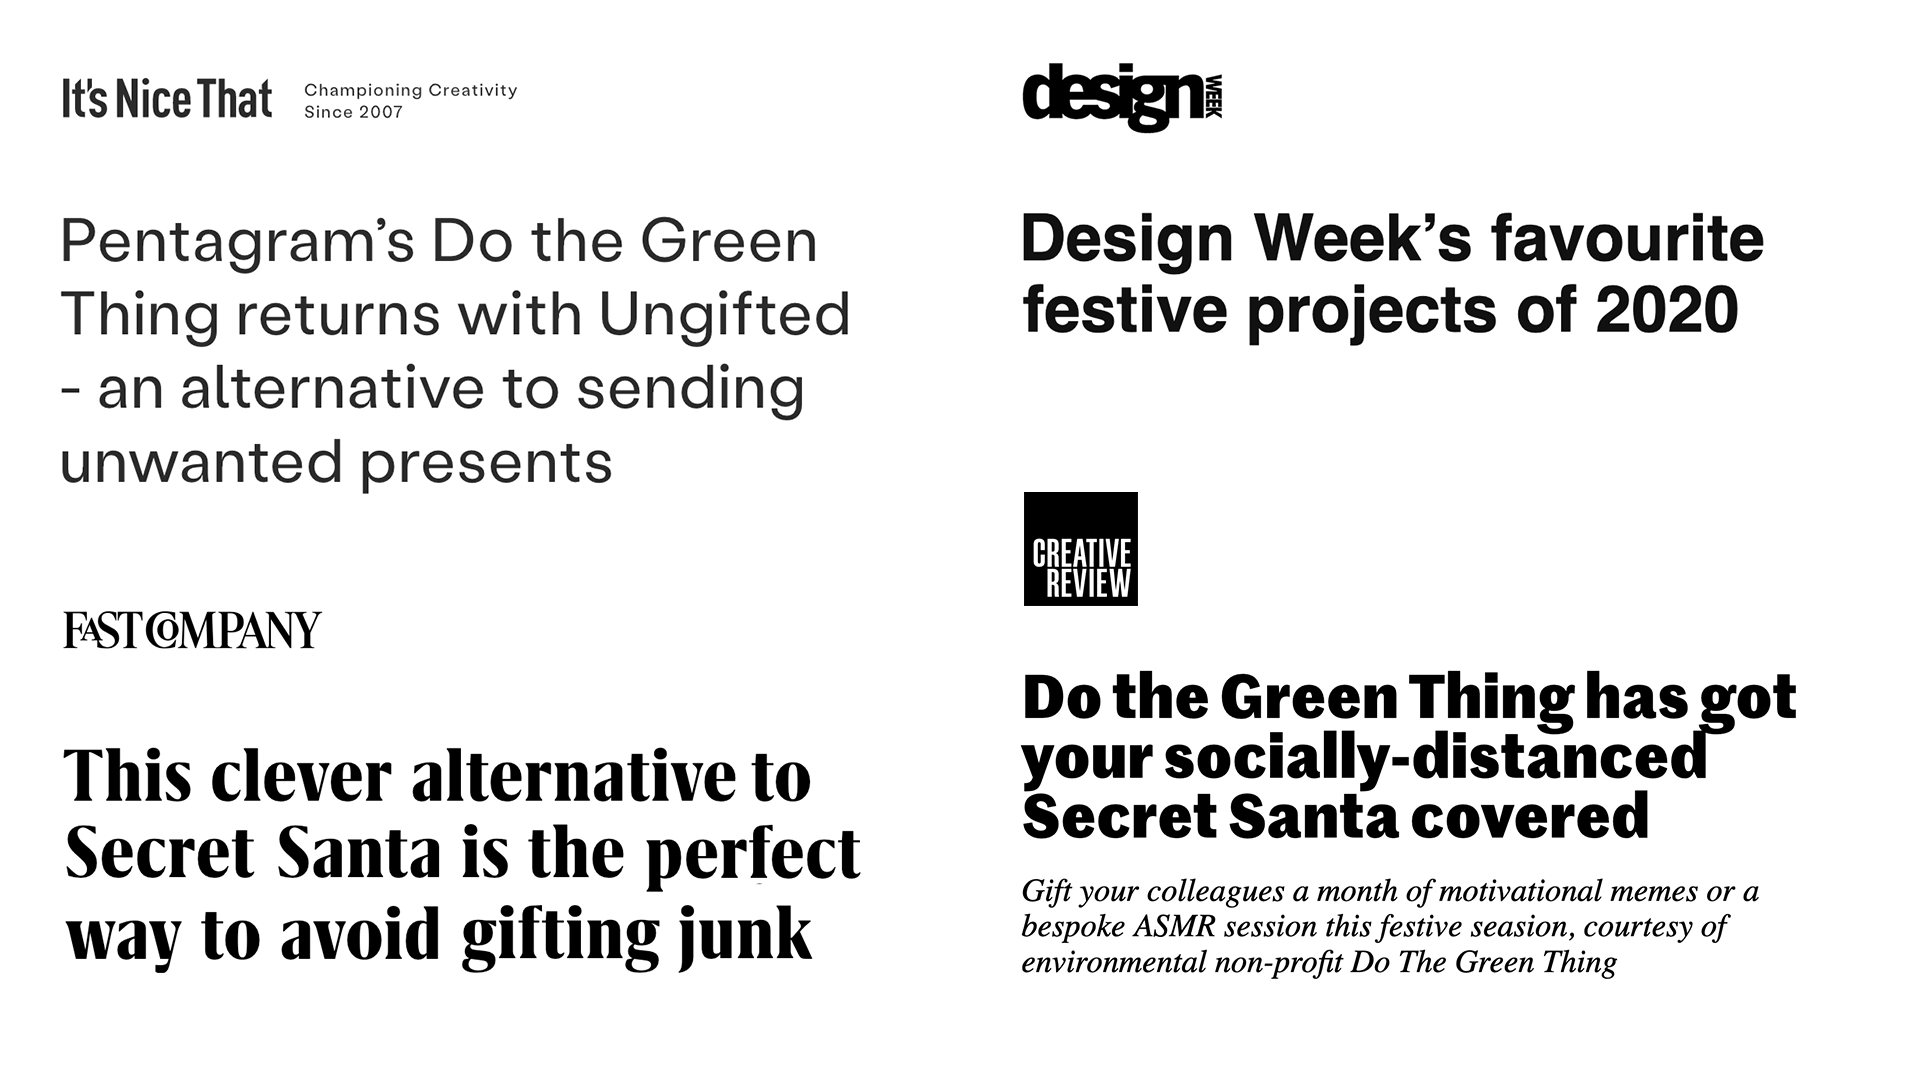 It's Nice That
Championing Creativity
Since 2007
Pentagram’s Do the Green
Thing returns with Ungifted
- an alternative to sending
unwanted presents
FAST COMPANY
This clever alternative to
Secret Santa is the perfect
way to avoid gifting junk
design WEEK
Design Week’s favourite
festive projects of 2020
CREATIVE
REVIEW
Do the Green Thing has got
your socially-distanced
Secret Santa covered
Gift your colleagues a month of motivational memes or a
bespoke ASMR session this festive seasion, courtesy of
environmental non-profit Do The Green Thing